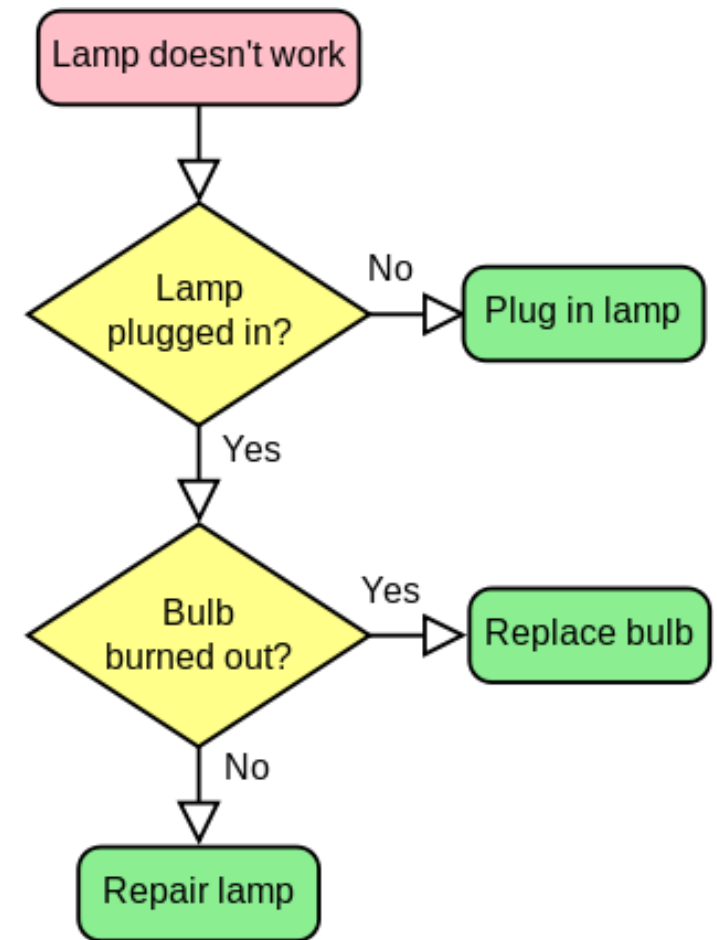 Lamp doesn't work
Lamp
plugged in?
No
Plug in lamp
Yes
Bulb
burned out?
Yes
Replace bulb
No
Repair lamp